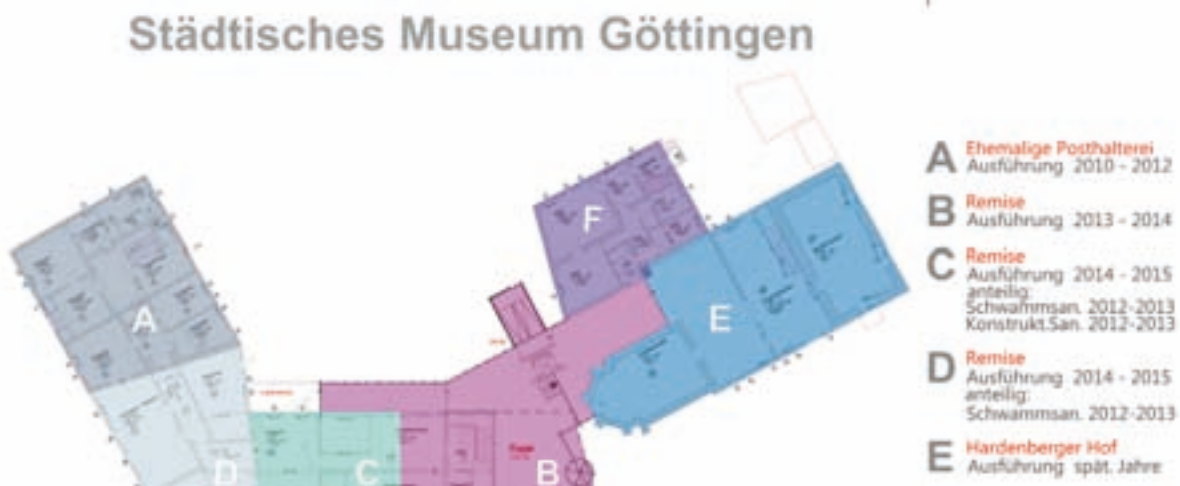 Städtisches Museum Göttingen
A Ehemalige Posthalterei
Ausführung 2010 - 2012
B Remise
Ausführung 2013 - 2014
C Remise
Ausführung 2014 - 2015
anteilig:
Schwammsan. 2012-2013
Konstrukt.San. 2012-2013
D Remise
Ausführung 2014 - 2015
anteilig:
Schwammsan. 2012-2013
E Hardenberger Hof
Ausführung spät. Jahre
F
E
A
D
C
B